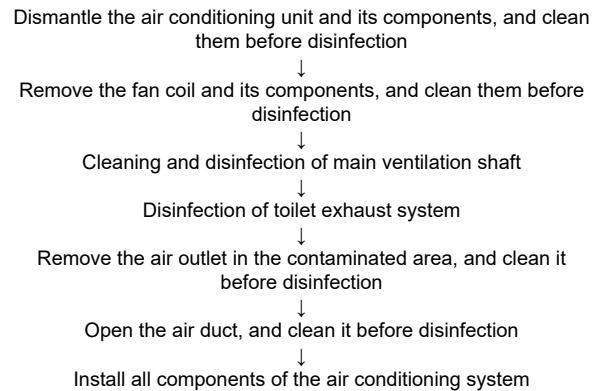 Dismantle the air conditioning unit and its components, and clean
them before disinfection
↓
Remove the fan coil and its components, and clean them before
disinfection
↓
Cleaning and disinfection of main ventilation shaft
↓
Disinfection of toilet exhaust system
↓
Remove the air outlet in the contaminated area, and clean it
before disinfection
↓
Open the air duct, and clean it before disinfection
↓
Install all components of the air conditioning system